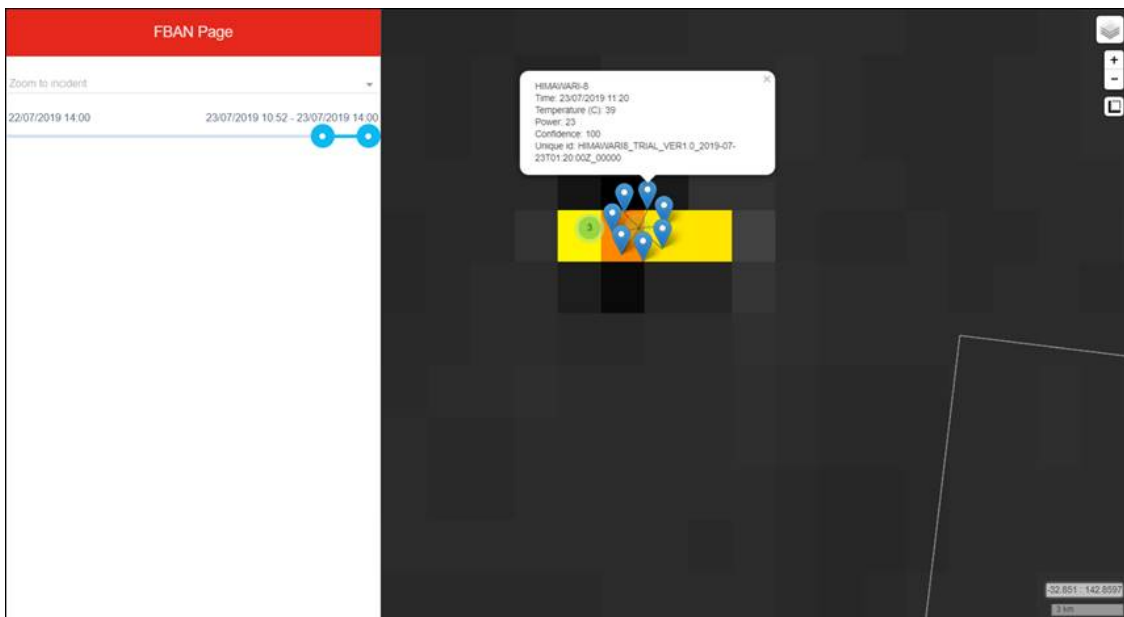 FBAN Page
Zoom to incident
22/07/2019 14:00
23/07/2019 10:52 - 23/07/2019 14:00
HIMAWARI-8
Time: 23/07/2019 11:20
Temperature (C): 39
Power: 23
Confidence: 100
Unique id: HIMAWARI8_TRIAL_VER1.0_2019-07-
23T01:20:00Z_00000
×
+
-
3
-32.851 : 142.8597
3 km